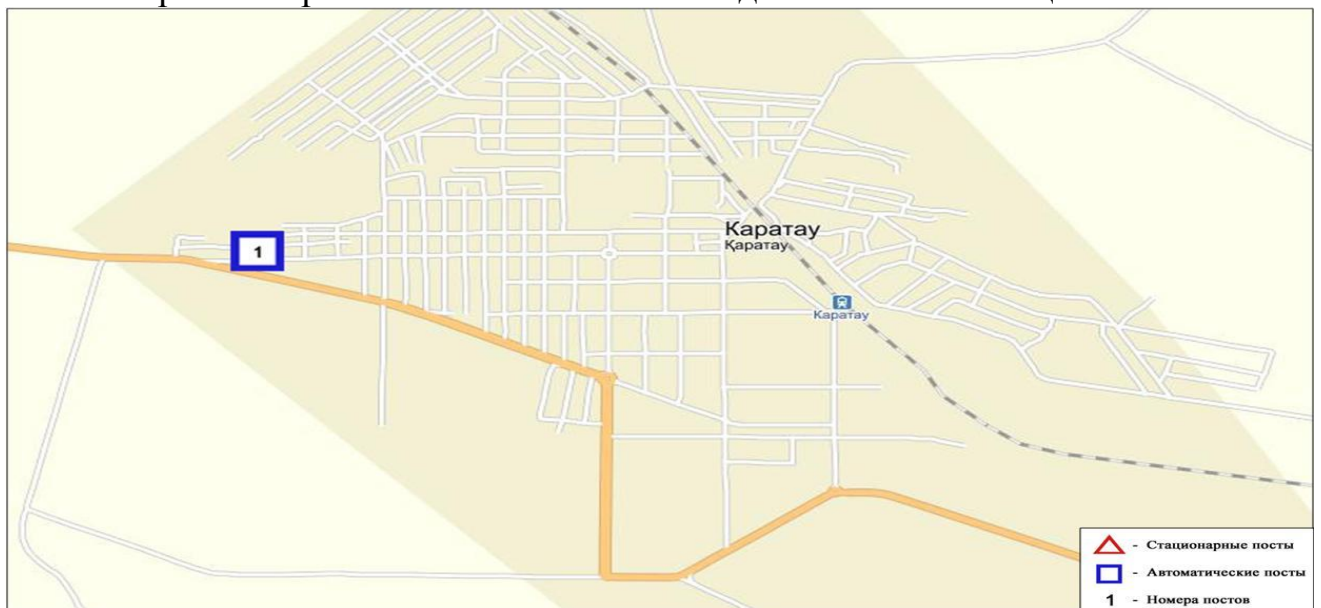 1
Каратау
Қаратау
Каратау
- Стационарные посты
- Автоматические посты
1 - Номера постов